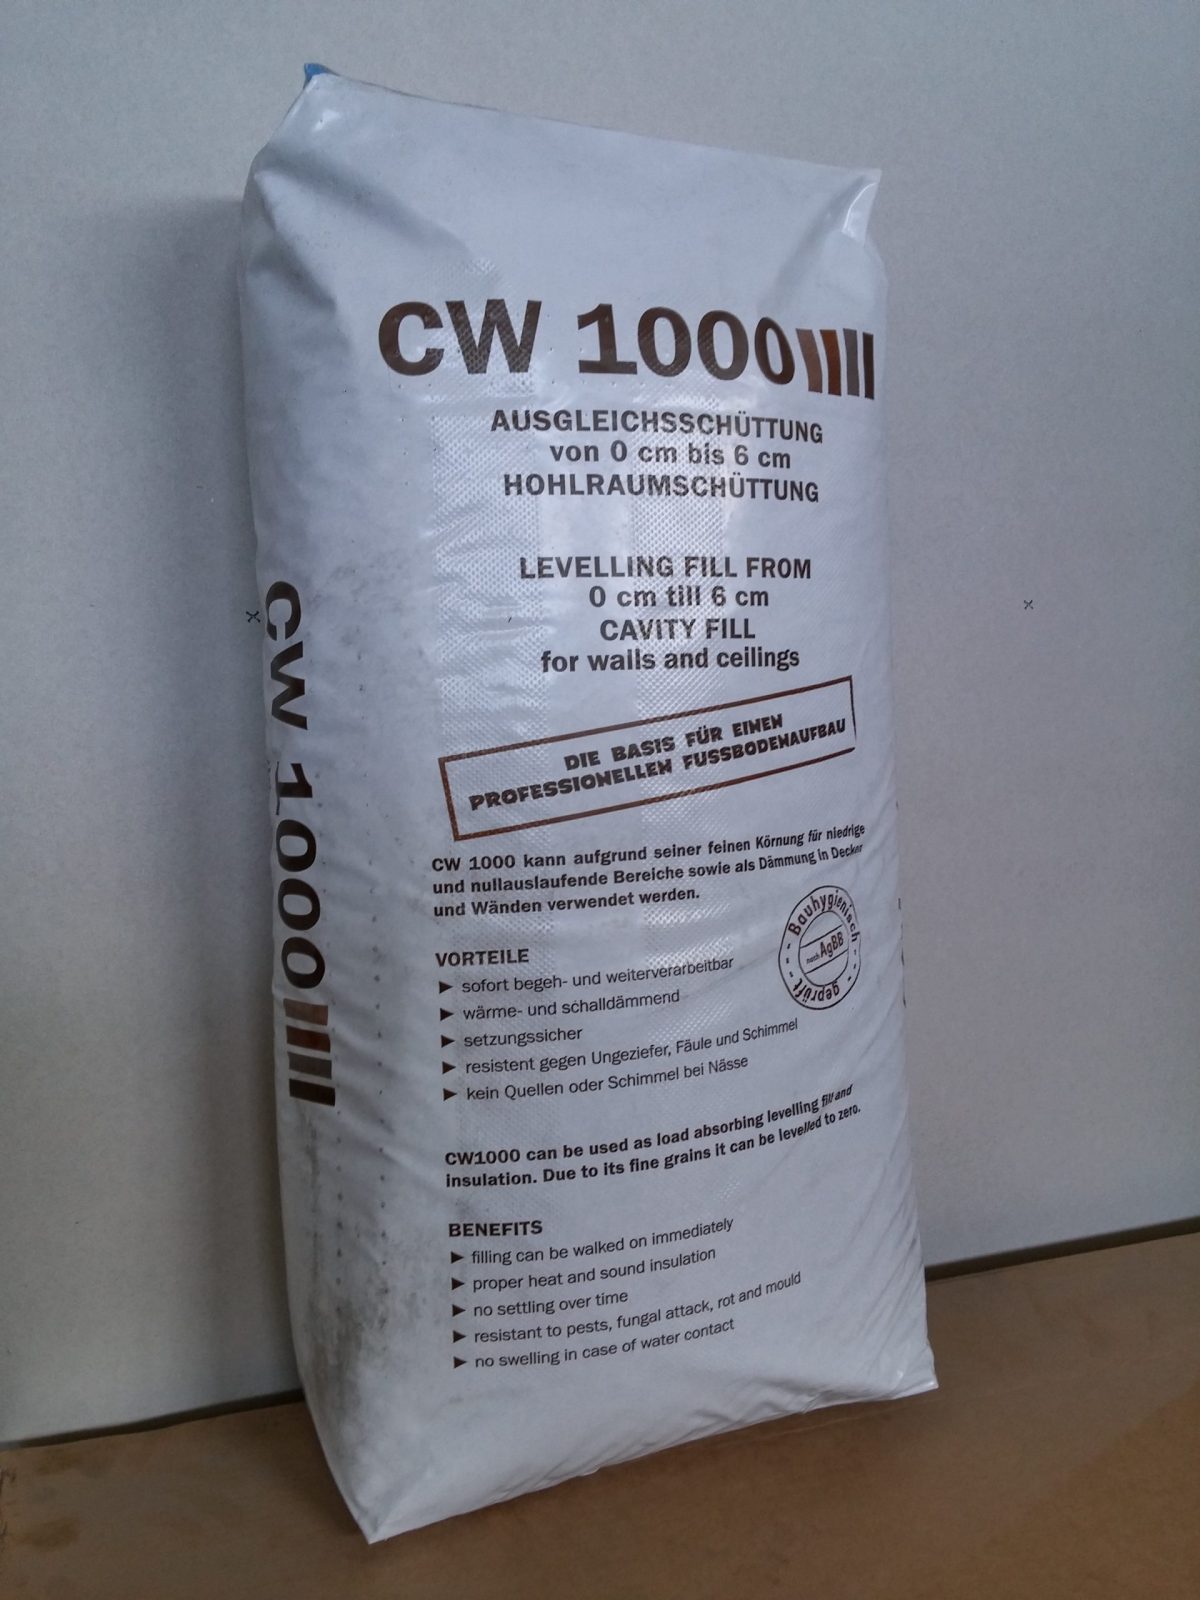 CW 1000
AUSGLEICHSSCHÜTTUNG
von 0 cm bis 6 cm
HOHLRAUMSCHÜTTUNG
LEVELLING FILL FROM
0 cm till 6 cm
CAVITY FILL
for walls and ceilings
DIE BASIS FÜR EINEN
PROFESSIONELLEN FUSSBODENAUFBAU
CW 1000 kann aufgrund seiner feinen Körnung für niedrige
und nullauslaufende Bereiche sowie als Dämmung in Decken
und Wänden verwendet werden.
Bauhygienisch
nach AgBB
geprüft
VORTEILE
► sofort begeh- und weiterverarbeitbar
► wärme- und schalldämmend
► setzungssicher
► resistent gegen Ungeziefer, Fäule und Schimmel
► kein Quellen oder Schimmel bei Nässe
CW1000 can be used as load absorbing levelling fill and
insulation. Due to its fine grains it can be levelled to zero.
BENEFITS
► filling can be walked on immediately
► proper heat and sound insulation
► no settling over time
► resistant to pests, fungal attack, rot and mould
► no swelling in case of water contact
CW 1000